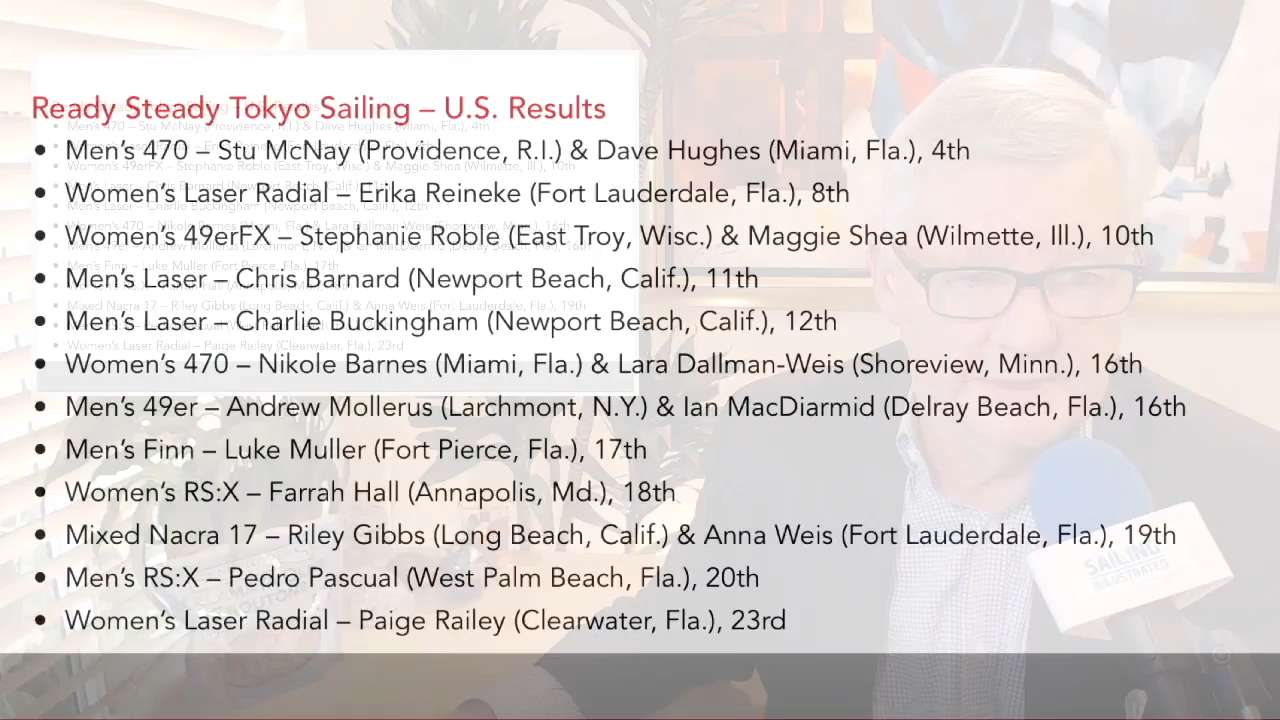 Ready Steady Tokyo Sailing – U.S. Results
• Men's 470 – Stu McNay (Providence, R.I.) & Dave Hughes (Miami, Fla.), 4th
• Women's Laser Radial – Erika Reineke (Fort Lauderdale, Fla.), 8th
• Women's 49erFX – Stephanie Roble (East Troy, Wisc.) & Maggie Shea (Wilmette, Ill.), 10th
• Men's Laser – Chris Barnard (Newport Beach, Calif.), 11th
• Men's Laser – Charlie Buckingham (Newport Beach, Calif.), 12th
• Women's 470 – Nikole Barnes (Miami, Fla.) & Lara Dallman-Weis (Shoreview, Minn.), 16th
• Men's 49er – Andrew Mollerus (Larchmont, N.Y.) & Ian MacDiarmid (Delray Beach, Fla.), 16th
• Men's Finn – Luke Muller (Fort Pierce, Fla.), 17th
• Women's RS:X – Farrah Hall (Annapolis, Md.), 18th
• Mixed Nacra 17 – Riley Gibbs (Long Beach, Calif.) & Anna Weis (Fort Lauderdale, Fla.), 19th
• Men's RS:X – Pedro Pascual (West Palm Beach, Fla.), 20th
• Women's Laser Radial – Paige Railey (Clearwater, Fla.), 23rd
SAILING
ILLUSTRATED